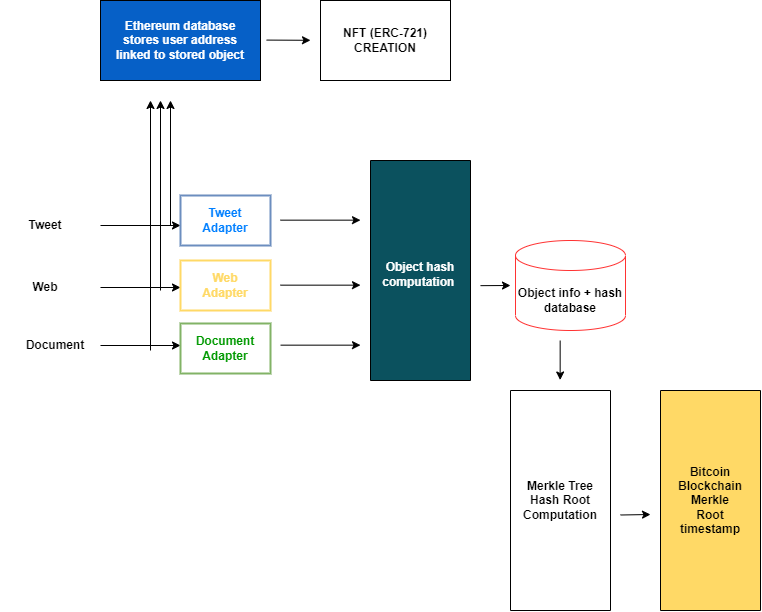 Ethereum database
stores user address
linked to stored object
NFT (ERC-721)
CREATION
Tweet
Tweet
Adapter
Web
Web
Adapter
Document
Document
Adapter
Object hash
computation
Object info + hash
database
Merkle Tree
Hash Root
Computation
Bitcoin
Blockchain
Merkle
Root
timestamp